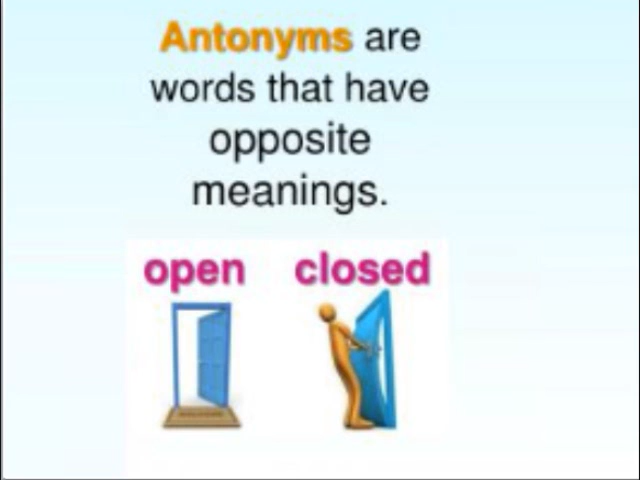 Antonyms are
words that have
opposite
meanings.
open closed